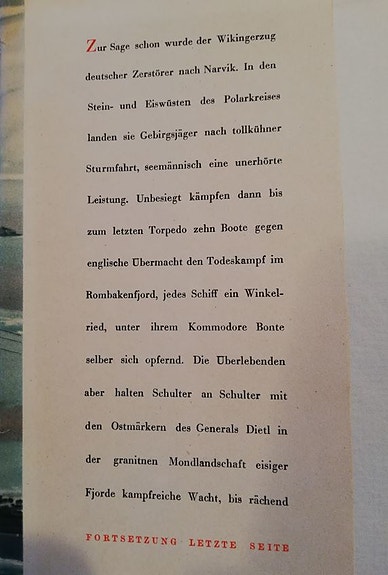 Zur Sage schon wurde der Wikingerzug
deutscher Zerstörer nach Narvik. In den
Stein- und Eiswüsten des Polarkreises
landen sie Gebirgsjäger nach tollkühner
Sturmfahrt, seemännisch eine unerhörte
Leistung. Unbesiegt kämpfen dann bis
zum letzten Torpedo zehn Boote gegen
englische Übermacht den Todeskampf im
Rombakenfjord, jedes Schiff ein Winkel-
ried, unter ihrem Kommodore Bonte
selber sich opfernd. Die Überlebenden
aber halten Schulter an Schulter mit
den Ostmärkern des Generals Dietl in
der granitnen Mondlandschaft eisiger
Fjorde kampfreiche Wacht, bis rächend
FORTSETZUNG LETZTE SEITE